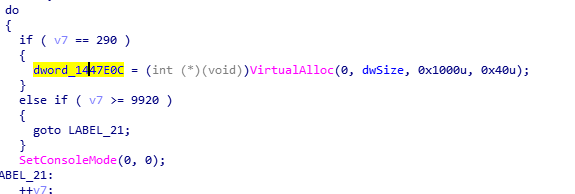 do
{
if ( v7 == 290 )
{
dword_1447E0C = (int (*)(void))VirtualAlloc(0, dwSize, 0x1000u, 0x40u);
}
else if ( v7 >= 9920 )
{
goto LABEL_21;
}
SetConsoleMode(0, 0);
ABEL_21:
++v7;